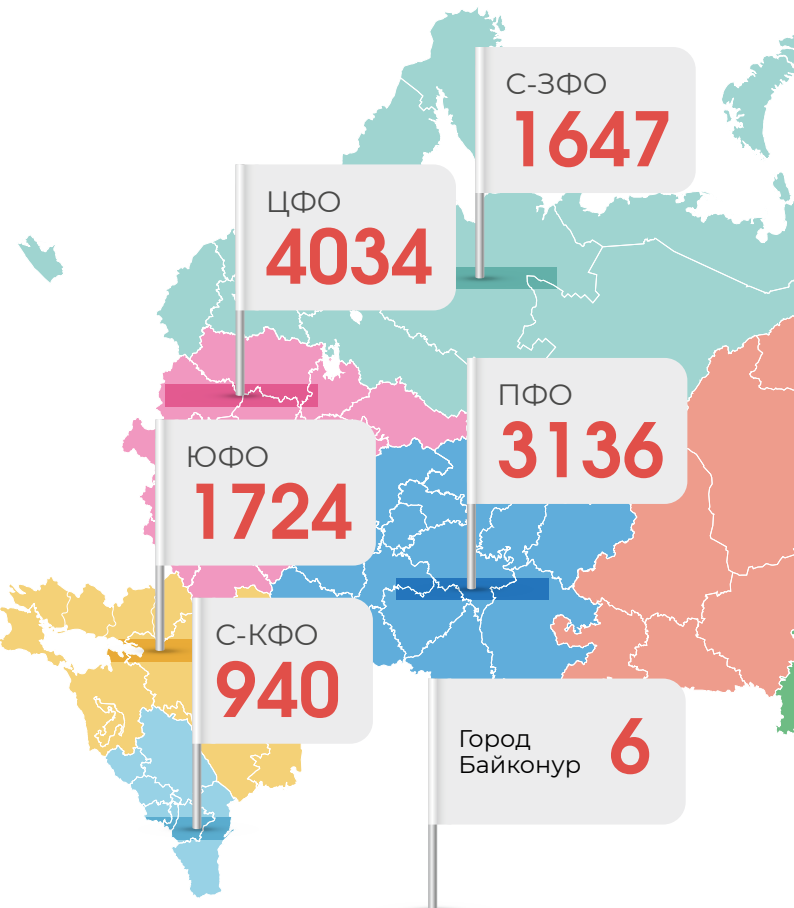 С-ЗФО
1647
ЦФО
4034
ПФО
3136
ЮФО
1724
С-КФО
940
Город
Байконур
6